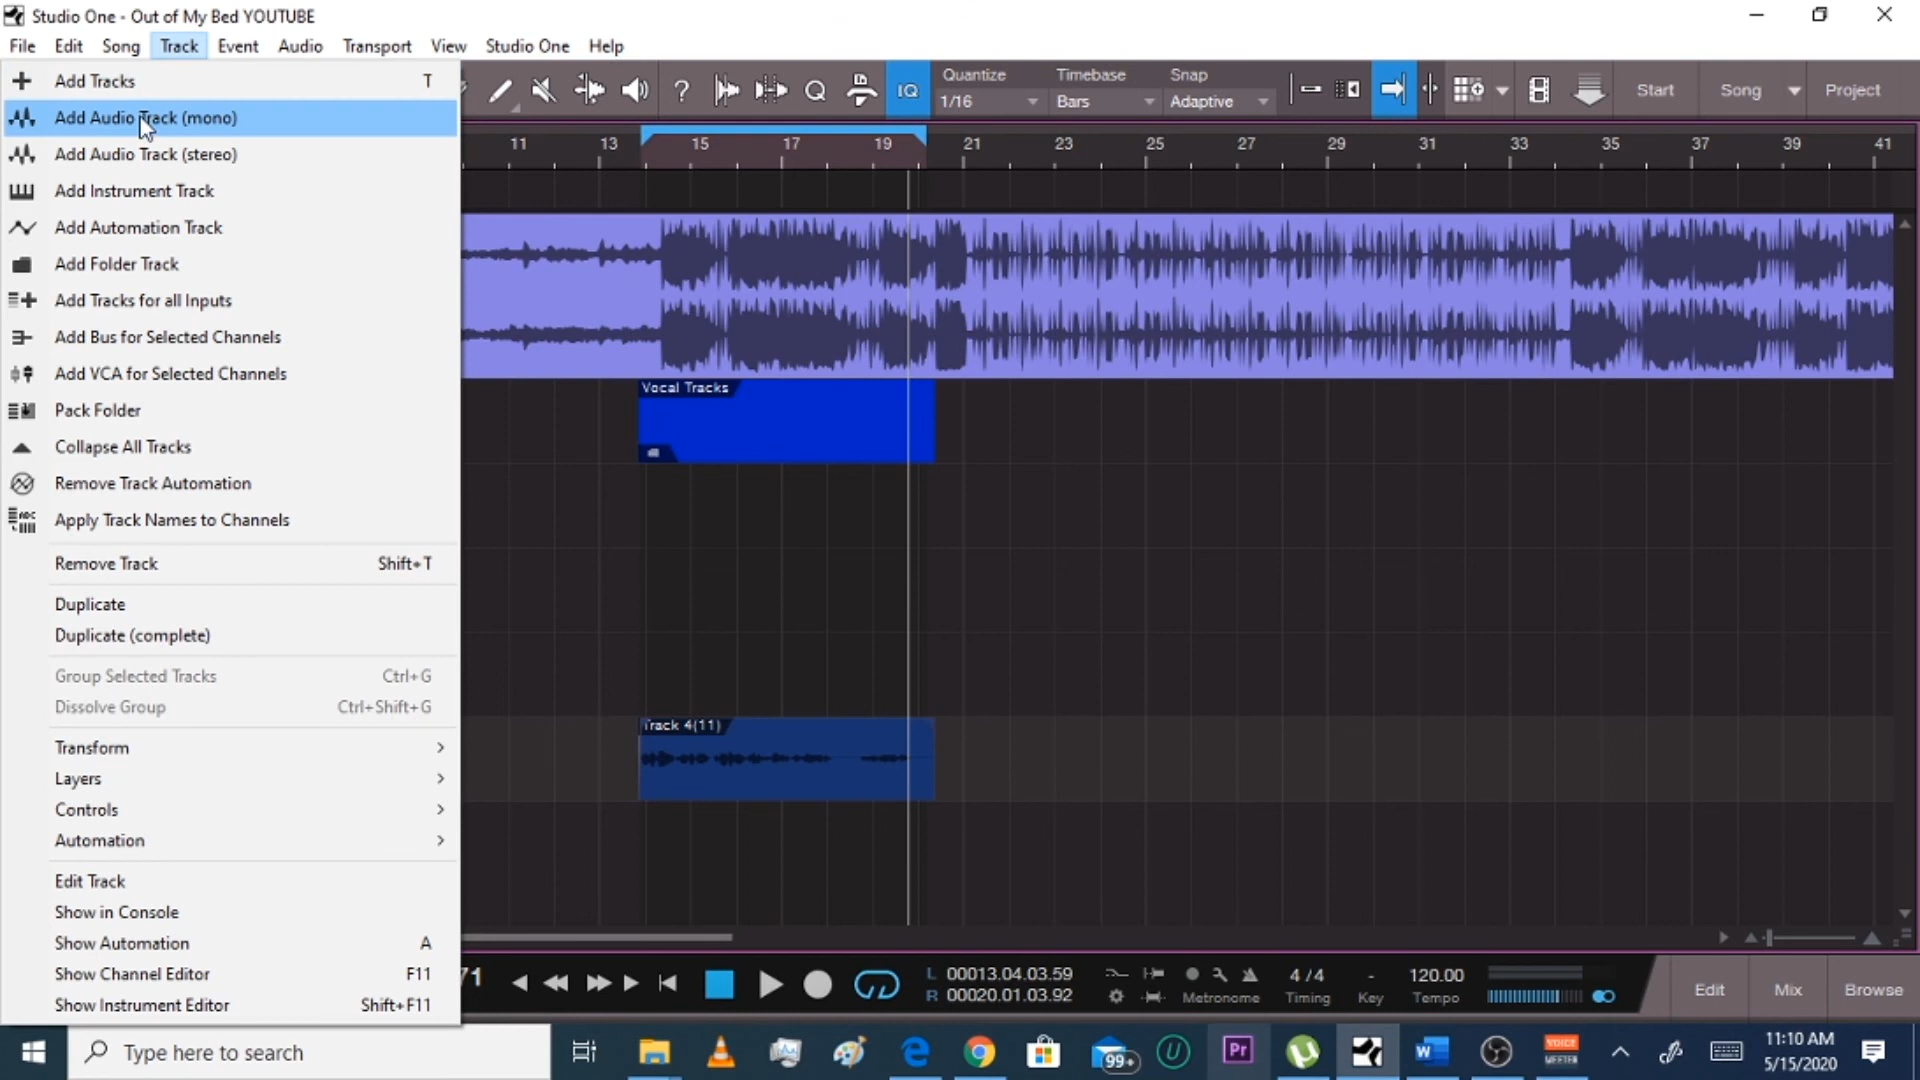 Studio One - Out of My Bed YOUTUBE
File Edit Song Track Event Audio Transport View Studio One Help
Add Tracks T
Add Audio Track (mono)
Add Audio Track (stereo)
Add Instrument Track
Add Automation Track
Add Folder Track
Add Tracks for all Inputs
Add Bus for Selected Channels
Add VCA for Selected Channels
Pack Folder
Collapse All Tracks
Remove Track Automation
Apply Track Names to Channels
Remove Track Shift+T
Duplicate
Duplicate (complete)
Group Selected Tracks Ctrl+G
Dissolve Group Ctrl+Shift+G
Transform
Layers
Controls
Automation
Edit Track
Show in Console
Show Automation A
Show Channel Editor F11
Show Instrument Editor Shift+F11
? Q IQ
Quantize Timebase Snap
1/16 Bars Adaptive
Start Song Project
11 13 15 17 19 21 23 25 27 29 31 33 35 37 39 41
Vocal Tracks
Track 4(11)
71
L 00013.04.03.59
R 00020.01.03.92
Metronome
4 / 4
Timing
-
Key
120.00
Tempo
Edit Mix Browse
Type here to search
99+
U
Pr
W
VOICE
MEETER
11:10 AM
5/15/2020